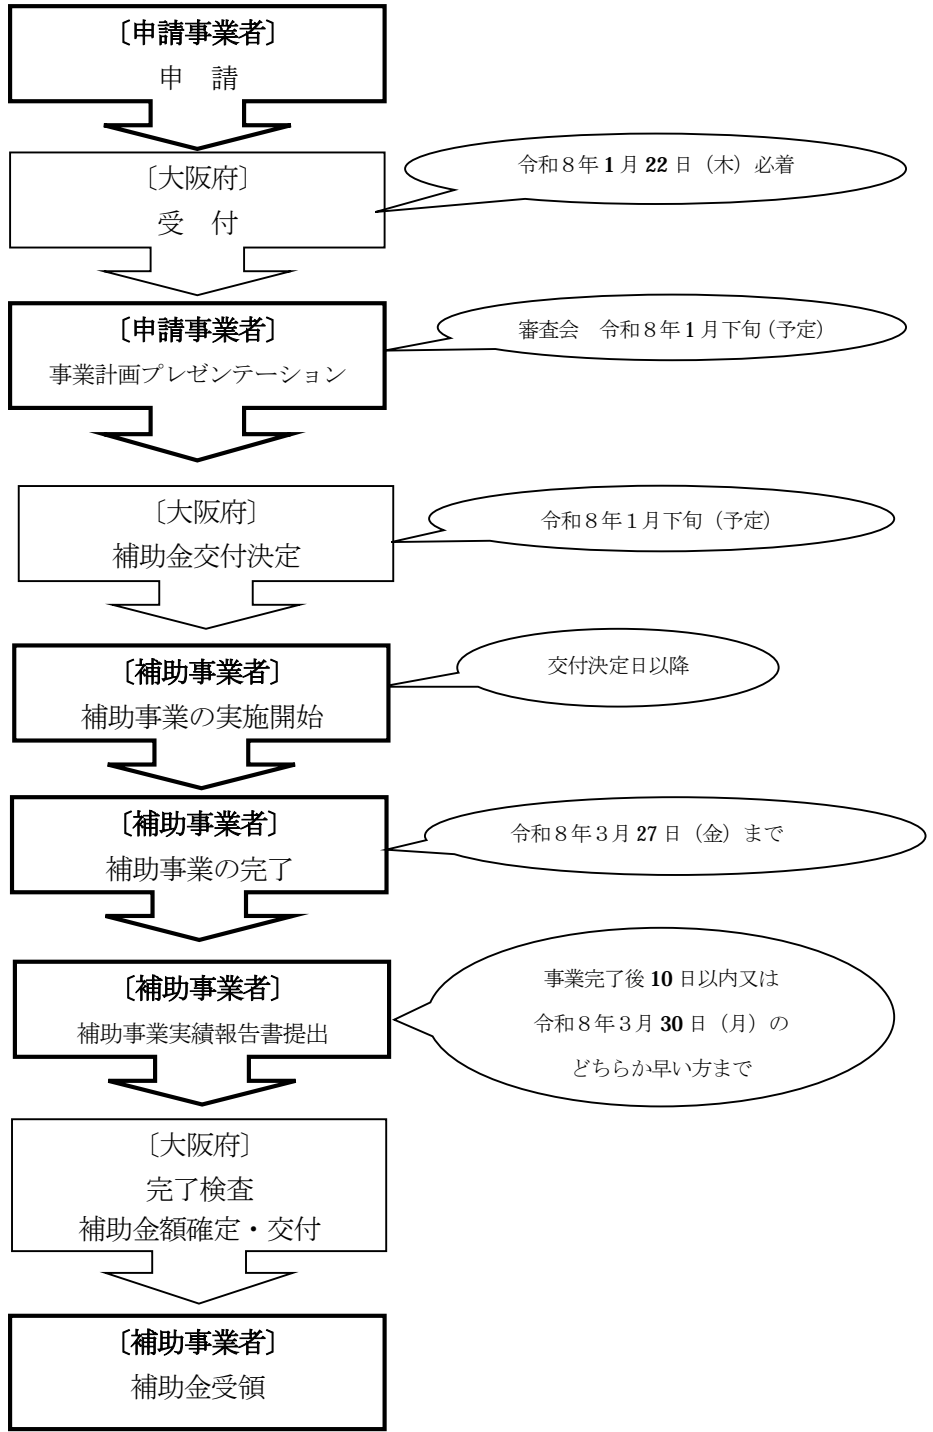 〔申請事業者〕
申　請
〔大阪府〕
受　付
令和８年１月 22 日（木）必着
〔申請事業者〕
事業計画プレゼンテーション
審査会　令和８年１月下旬（予定）
〔大阪府〕
補助金交付決定
令和８年１月下旬（予定）
〔補助事業者〕
補助事業の実施開始
交付決定日以降
〔補助事業者〕
補助事業の完了
令和８年３月 27 日（金）まで
〔補助事業者〕
補助事業実績報告書提出
事業完了後 10 日以内又は
令和８年３月 30 日（月）の
どちらか早い方まで
〔大阪府〕
完了検査
補助金額確定・交付
〔補助事業者〕
補助金受領